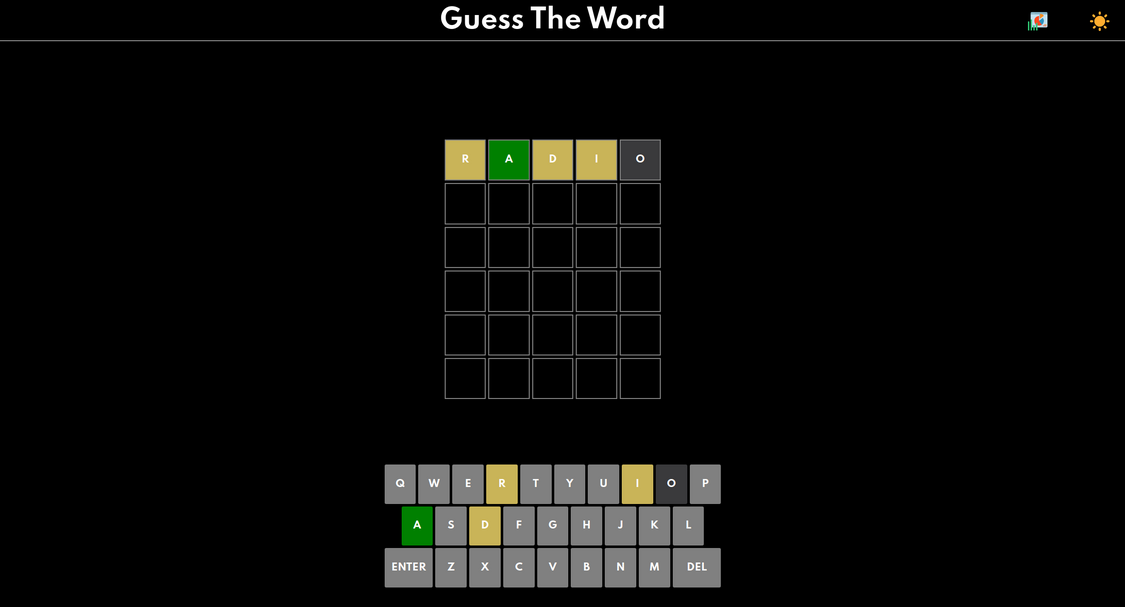 Guess The Word
R A D I O
Q W E R T Y U I O P
A S D F G H J K L
ENTER Z X C V B N M DEL